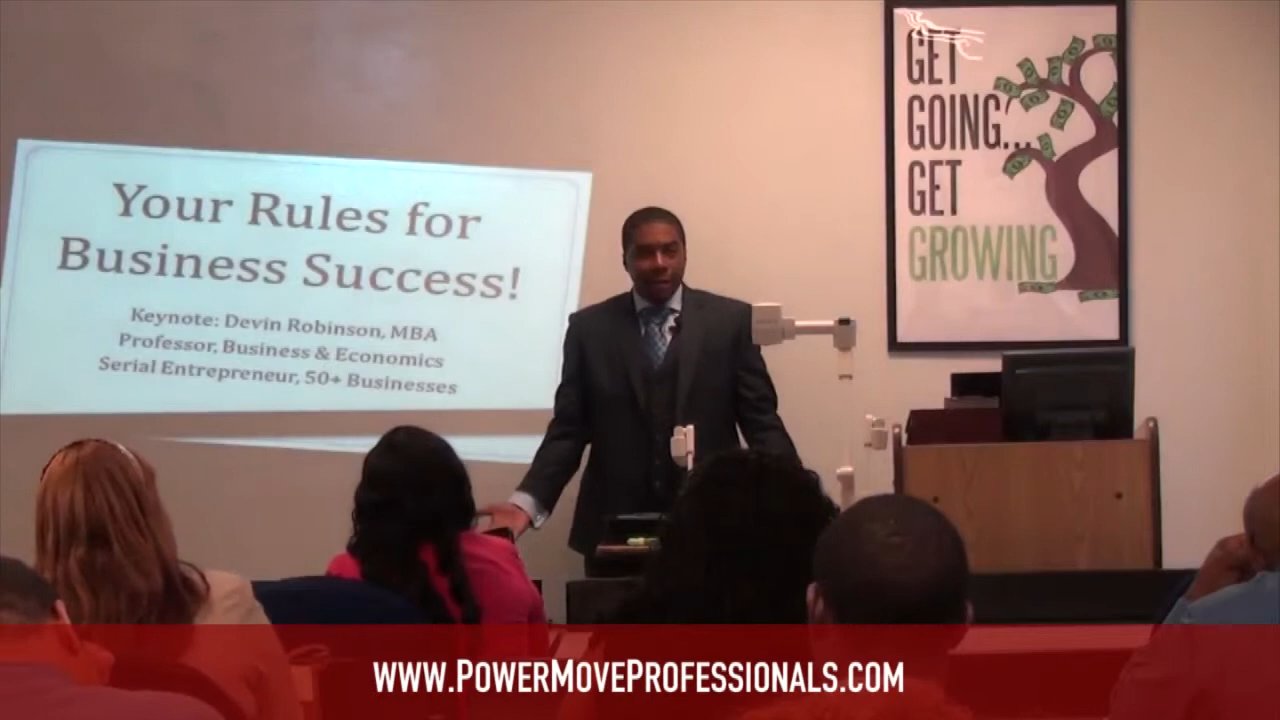 Your Rules for
Business Success!
Keynote: Devin Robinson, MBA
Professor, Business & Economics
Serial Entrepreneur, 50+ Businesses
GET
GOING...
GET
GROWING
www.PowerMoveProfessionals.com